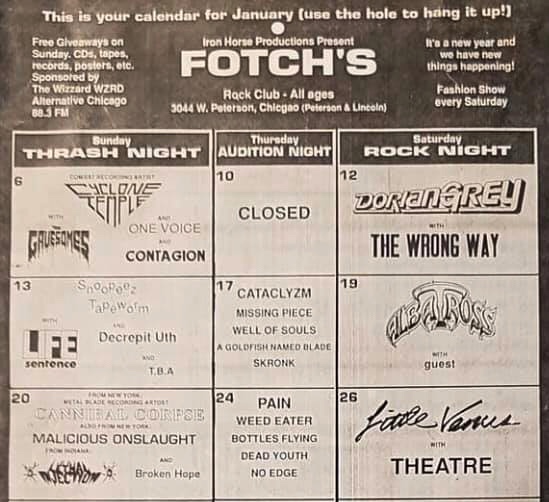 This is your calendar for January (use the hole to hang it up!)
Free Giveaways on
Sunday. CDs, tapes,
records, posters, etc.
Sponsored by
The Wizard WZRD
Alternative Chicago
88.3 FM
Iron Horse Productions Present
FOTCH'S
Rock Club - All ages
3044 W. Peterson, Chicgao (Peterson & Lincoln)
It's a new year and
we have new
things happening!
Fashion Show
every Saturday
Sunday
THRASH NIGHT
Thursday
AUDITION NIGHT
Saturday
ROCK NIGHT
6
COMBAT RECORDING ARTIST
CYCLONE
TEMPLE
WITH
GRUESOMES
AND
ONE VOICE
AND
CONTAGION
10
CLOSED
12
DORIAN GREY
WITH
THE WRONG WAY
13
Snoopeez
Tapeworm
WITH
LIFE
sentence
AND
Decrepit Uth
AND
T.B.A
17
CATACLYZM
MISSING PIECE
WELL OF SOULS
A GOLDFISH NAMED BLADE
SKRONK
19
ALBATROSS
WITH
guest
20
FROM NEW YORK:
METAL BLADE RECORDING ARTIST
CANNIBAL CORPSE
ALSO FROM NEW YORK:
MALICIOUS ONSLAUGHT
FROM INDIANA:
LETHAL
INJECTION
AND
Broken Hope
24
PAIN
WEED EATER
BOTTLES FLYING
DEAD YOUTH
NO EDGE
26
Little Venus
WITH
THEATRE